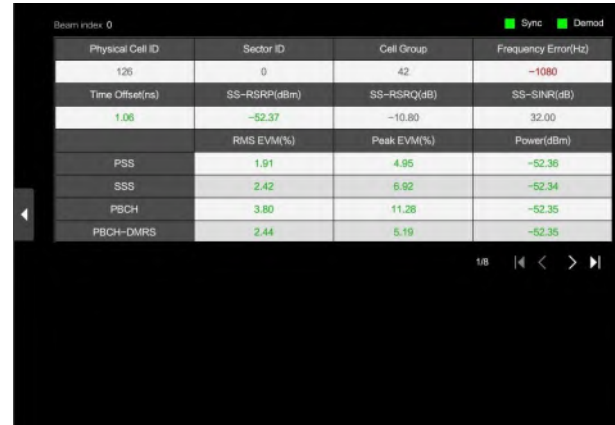 Beam index 0
Sync Demod
Physical Cell ID Sector ID Cell Group Frequency Error(Hz)
126 0 42 -1080
Time Offset(ns) SS-RSRP(dBm) SS-RSRQ(dB) SS-SINR(dB)
1.06 -52.37 -10.80 32.00
RMS EVM(%) Peak EVM(%) Power(dBm)
PSS 1.91 4.95 -52.36
SSS 2.42 6.92 -52.34
PBCH 3.80 11.28 -52.35
PBCH-DMRS 2.44 5.19 -52.35
1/8